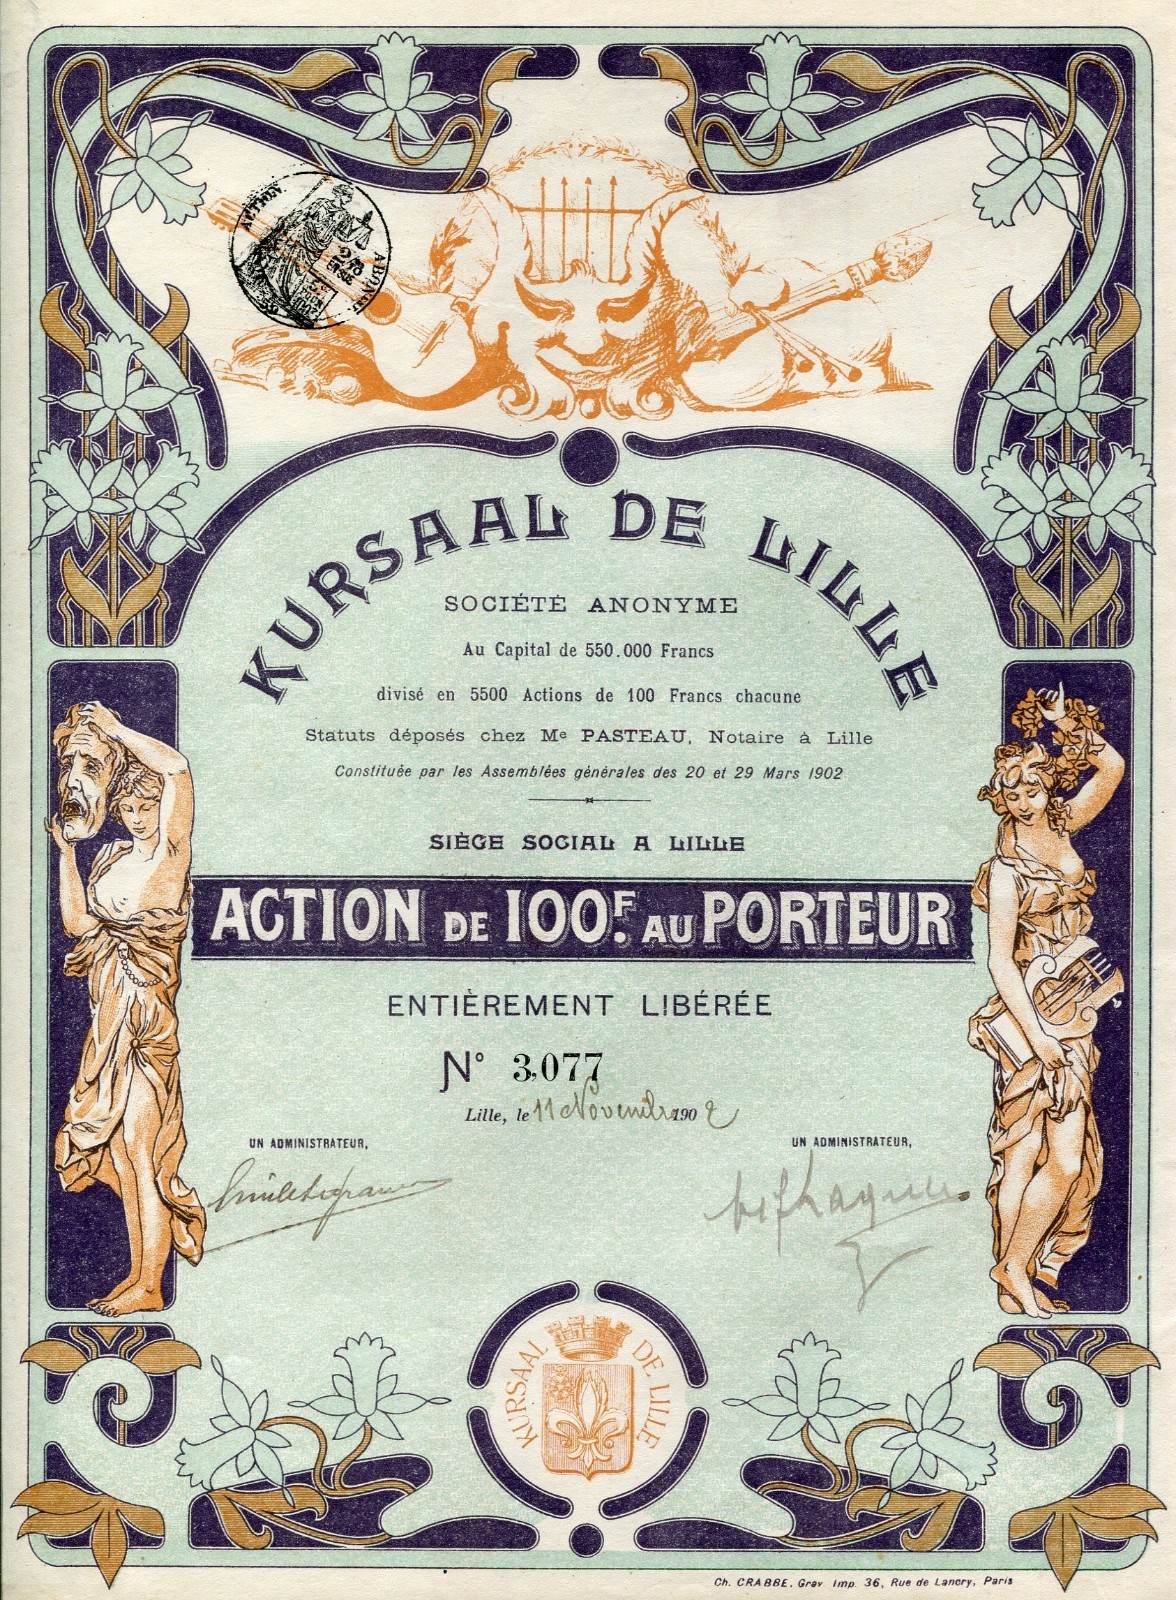 KURSAAL DE LILLE
SOCIÉTÉ ANONYME
Au Capital de 550.000 Francs
divisé en 5500 Actions de 100 Francs chacune
Statuts déposés chez Me PASTEAU, Notaire à Lille
Constituée par les Assemblées générales des 20 et 29 Mars 1902
SIÈGE SOCIAL A LILLE
ACTION DE 100F. AU PORTEUR
ENTIÈREMENT LIBÉRÉE
N° 3,077
Lille, le 11 Novembre 1902
UN ADMINISTRATEUR,
UN ADMINISTRATEUR,
KURSAAL DE LILLE
Ch. CRABBE. Grav Imp. 36, Rue de Lancry, Paris